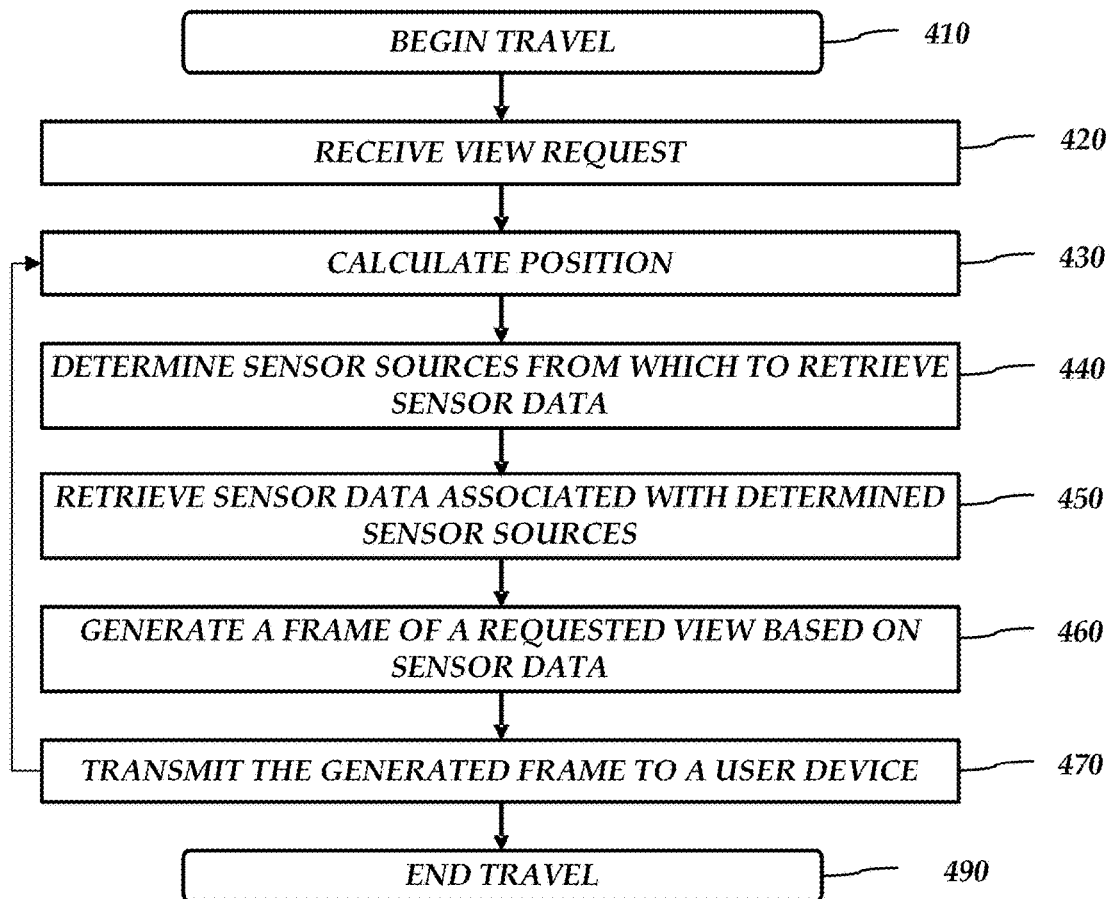 BEGIN TRAVEL 410
RECEIVE VIEW REQUEST 420
CALCULATE POSITION 430
DETERMINE SENSOR SOURCES FROM WHICH TO RETRIEVE
SENSOR DATA 440
RETRIEVE SENSOR DATA ASSOCIATED WITH DETERMINED
SENSOR SOURCES 450
GENERATE A FRAME OF A REQUESTED VIEW BASED ON
SENSOR DATA 460
TRANSMIT THE GENERATED FRAME TO A USER DEVICE 470
END TRAVEL 490